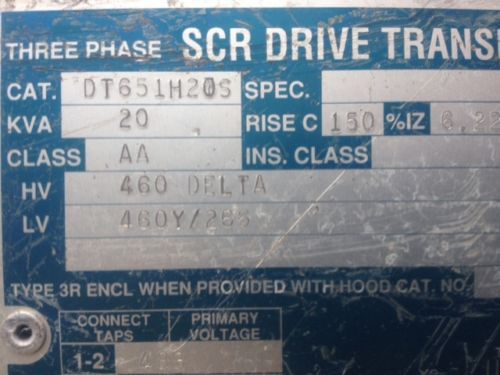 THREE PHASE SCR DRIVE
CAT. DT651H20S SPEC.
KVA 20 RISE C 150 %IZ
CLASS AA INS. CLASS
HV 460 DELTA
LV 460Y/265
TYPE 3R ENCL WHEN PROVIDED WITH HOOD CAT. NO.
CONNECT TAPS PRIMARY VOLTAGE
1-2